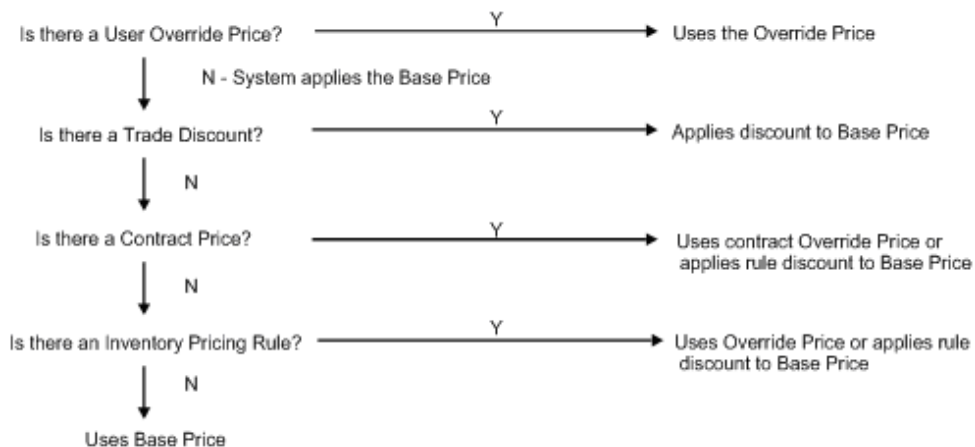 Is there a User Override Price?
Y
Uses the Override Price
N - System applies the Base Price
Is there a Trade Discount?
Y
Applies discount to Base Price
N
Is there a Contract Price?
Y
Uses contract Override Price or
applies rule discount to Base Price
N
Is there an Inventory Pricing Rule?
Y
Uses Override Price or applies rule
discount to Base Price
N
Uses Base Price